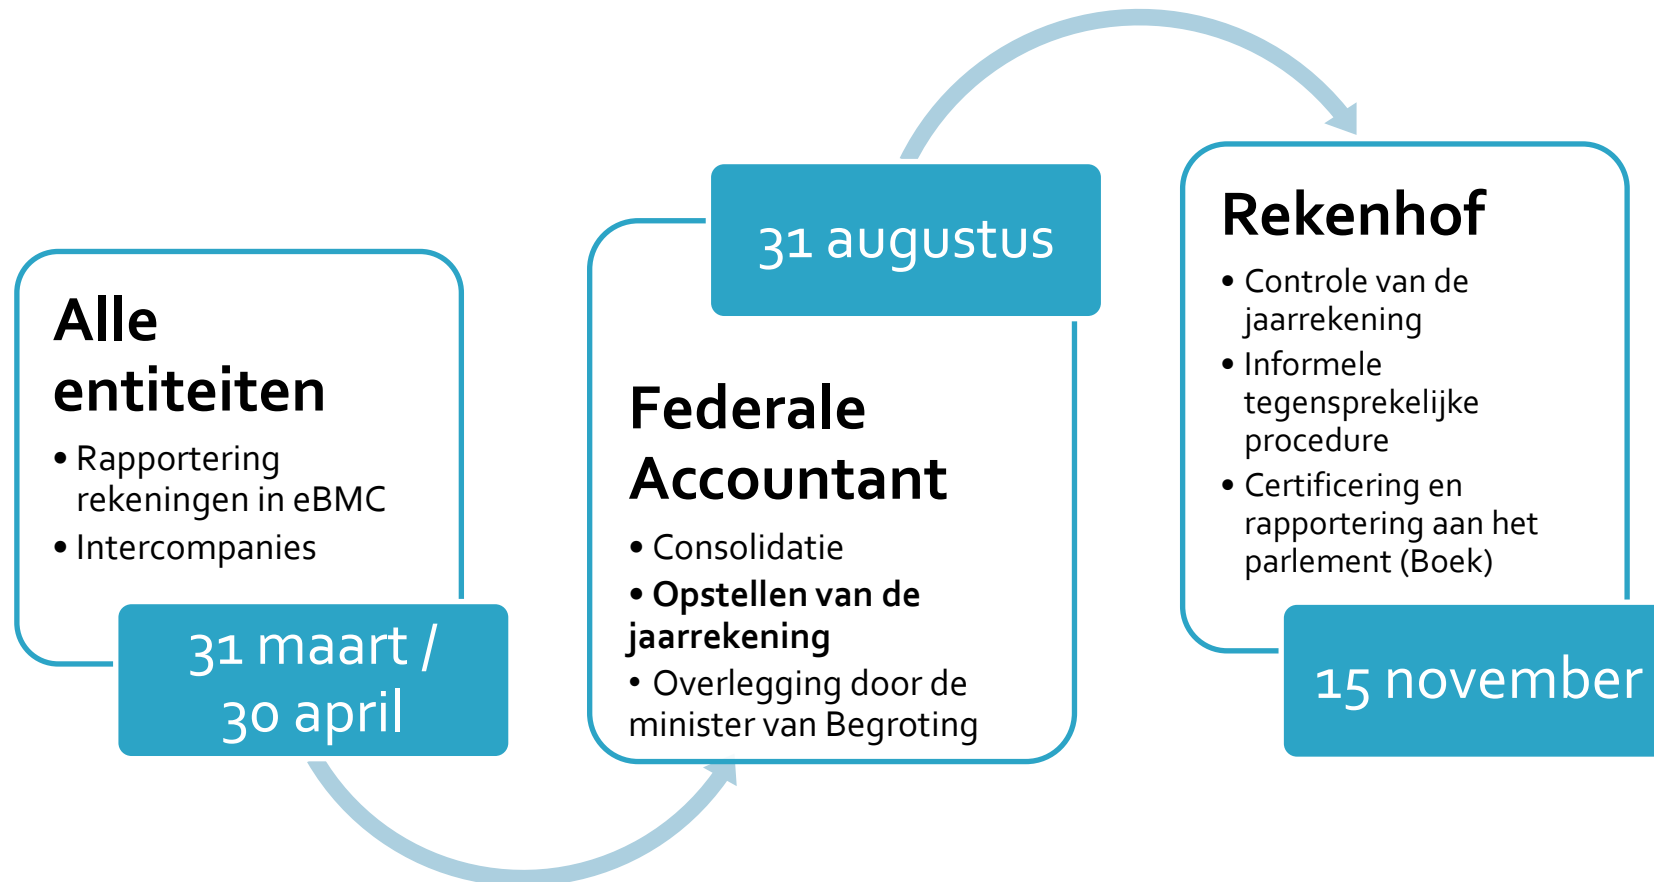 Alle
entiteiten
• Rapportering
rekeningen in eBMC
• Intercompanies
31 maart /
30 april
31 augustus
Federale
Accountant
• Consolidatie
• Opstellen van de
jaarrekening
• Overlegging door de
minister van Begroting
Rekenhof
• Controle van de
jaarrekening
• Informele
tegensprekelijke
procedure
• Certificering en
rapportering aan het
parlement (Boek)
15 november